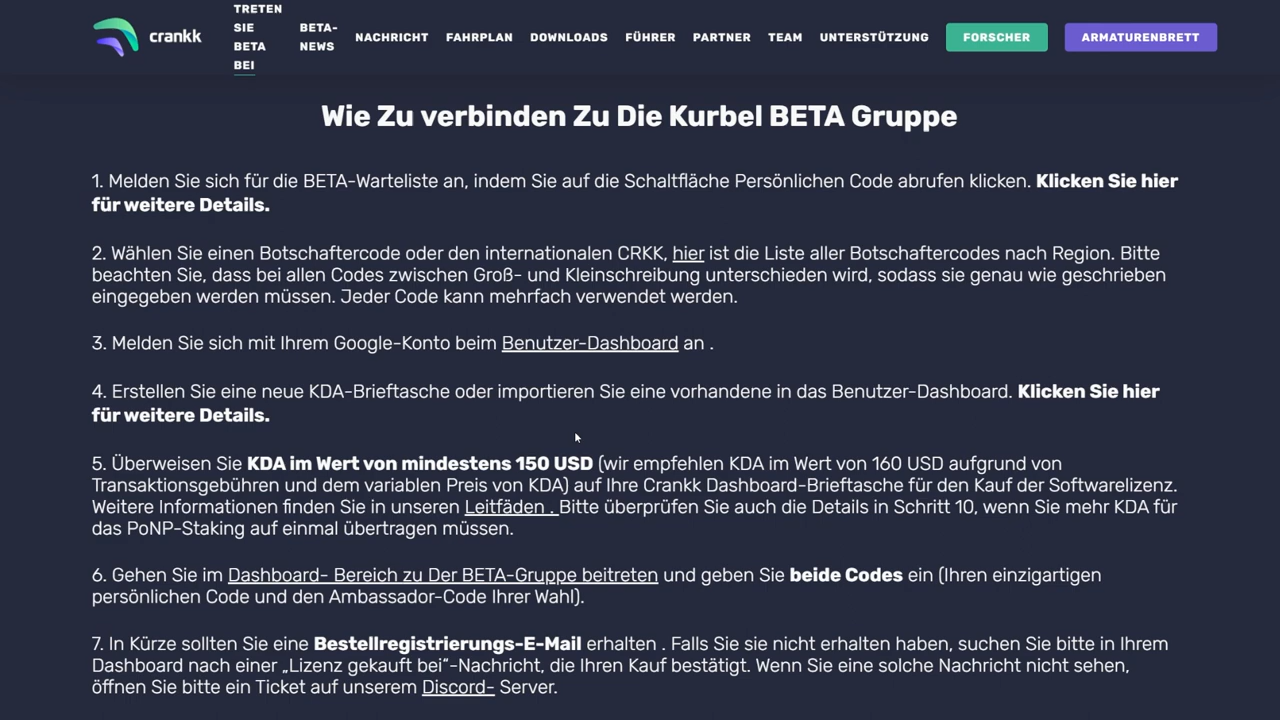 crankk
TRETEN
SIE
BETA
BEI
BETA-
NEWS
NACHRICHT
FAHRPLAN
DOWNLOADS
FÜHRER
PARTNER
TEAM
UNTERSTÜTZUNG
FORSCHER
ARMATURENBRETT
Wie Zu verbinden Zu Die Kurbel BETA Gruppe
1. Melden Sie sich für die BETA-Warteliste an, indem Sie auf die Schaltfläche Persönlichen Code abrufen klicken. Klicken Sie hier
für weitere Details.
2. Wählen Sie einen Botschaftercode oder den internationalen CRKK, hier ist die Liste aller Botschaftercodes nach Region. Bitte
beachten Sie, dass bei allen Codes zwischen Groß- und Kleinschreibung unterschieden wird, sodass sie genau wie geschrieben
eingegeben werden müssen. Jeder Code kann mehrfach verwendet werden.
3. Melden Sie sich mit Ihrem Google-Konto beim Benutzer-Dashboard an .
4. Erstellen Sie eine neue KDA-Brieftasche oder importieren Sie eine vorhandene in das Benutzer-Dashboard. Klicken Sie hier
für weitere Details.
5. Überweisen Sie KDA im Wert von mindestens 150 USD (wir empfehlen KDA im Wert von 160 USD aufgrund von
Transaktionsgebühren und dem variablen Preis von KDA) auf Ihre Crankk Dashboard-Brieftasche für den Kauf der Softwarelizenz.
Weitere Informationen finden Sie in unseren Leitfäden . Bitte überprüfen Sie auch die Details in Schritt 10, wenn Sie mehr KDA für
das PoNP-Staking auf einmal übertragen müssen.
6. Gehen Sie im Dashboard- Bereich zu Der BETA-Gruppe beitreten und geben Sie beide Codes ein (Ihren einzigartigen
persönlichen Code und den Ambassador-Code Ihrer Wahl).
7. In Kürze sollten Sie eine Bestellregistrierungs-E-Mail erhalten . Falls Sie sie nicht erhalten haben, suchen Sie bitte in Ihrem
Dashboard nach einer „Lizenz gekauft bei“-Nachricht, die Ihren Kauf bestätigt. Wenn Sie eine solche Nachricht nicht sehen,
öffnen Sie bitte ein Ticket auf unserem Discord- Server.